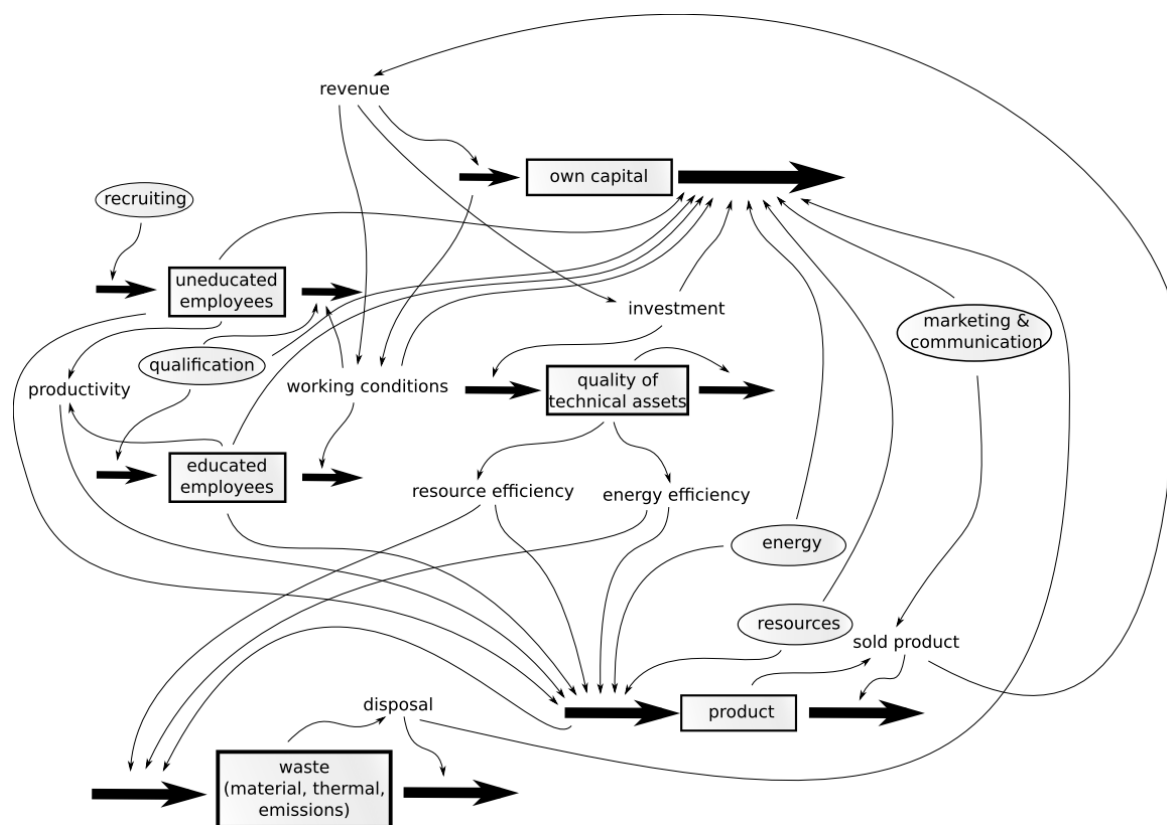 revenue
own capital
recruiting
uneducated
employees
investment
marketing &
communication
qualification
productivity
working conditions
quality of
technical assets
educated
employees
resource efficiency
energy efficiency
energy
resources
sold product
disposal
product
waste
(material, thermal,
emissions)